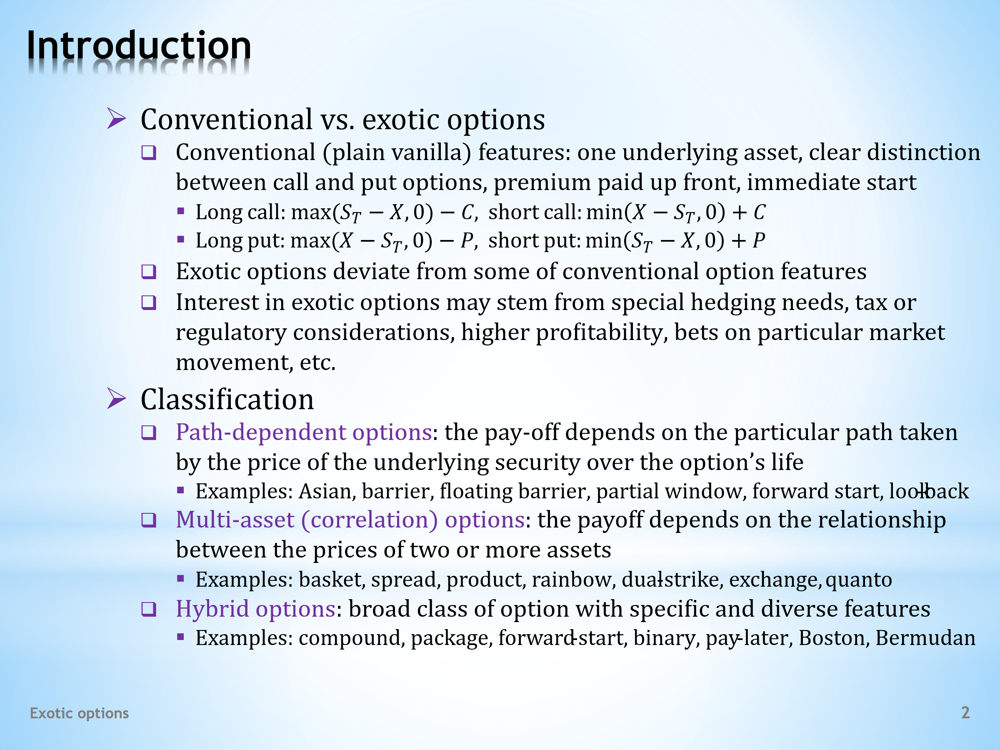 Introduction
Conventional vs. exotic options
Conventional (plain vanilla) features: one underlying asset, clear distinction
between call and put options, premium paid up front, immediate start
Long call: max(S_T − X, 0) − C, short call: min(X − S_T, 0) + C
Long put: max(X − S_T, 0) − P, short put: min(S_T − X, 0) + P
Exotic options deviate from some of conventional option features
Interest in exotic options may stem from special hedging needs, tax or
regulatory considerations, higher profitability, bets on particular market
movement, etc.
Classification
Path-dependent options: the pay-off depends on the particular path taken
by the price of the underlying security over the option’s life
Examples: Asian, barrier, floating barrier, partial window, forward start, look-back
Multi-asset (correlation) options: the payoff depends on the relationship
between the prices of two or more assets
Examples: basket, spread, product, rainbow, dual-strike, exchange, quanto
Hybrid options: broad class of option with specific and diverse features
Examples: compound, package, forward-start, binary, pay-later, Boston, Bermudan
Exotic options 2